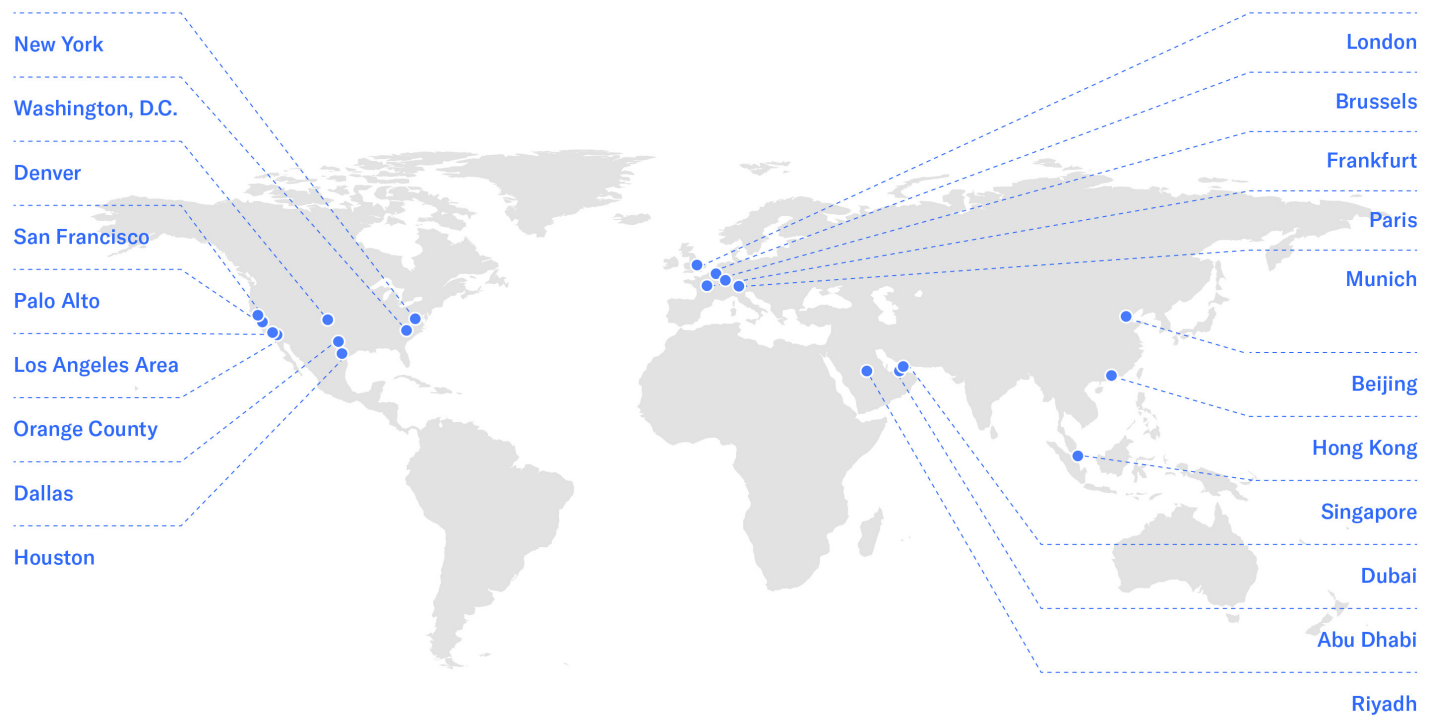 New York
Washington, D.C.
Denver
San Francisco
Palo Alto
Los Angeles Area
Orange County
Dallas
Houston
London
Brussels
Frankfurt
Paris
Munich
Beijing
Hong Kong
Singapore
Dubai
Abu Dhabi
Riyadh